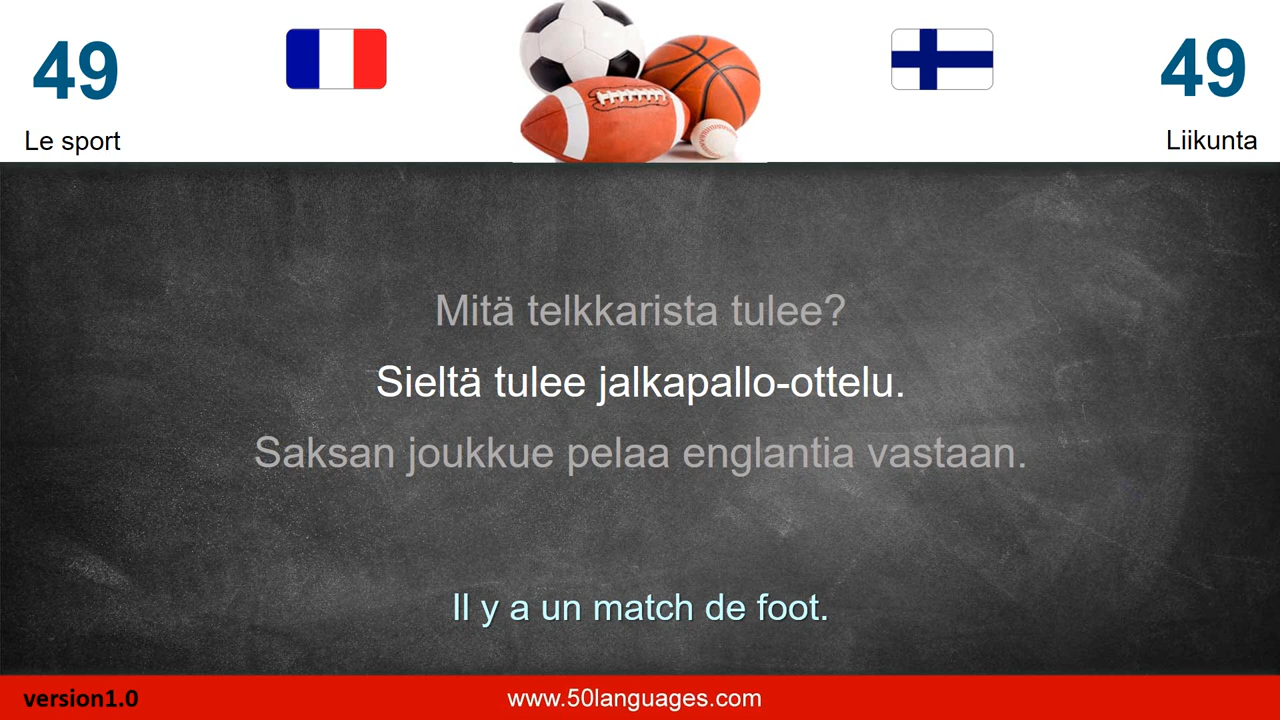 49
Le sport
49
Liikunta
Mitä telkkarista tulee?
Sieltä tulee jalkapallo-ottelu.
Saksan joukkue pelaa englantia vastaan.
Il y a un match de foot.
version1.0
www.50languages.com